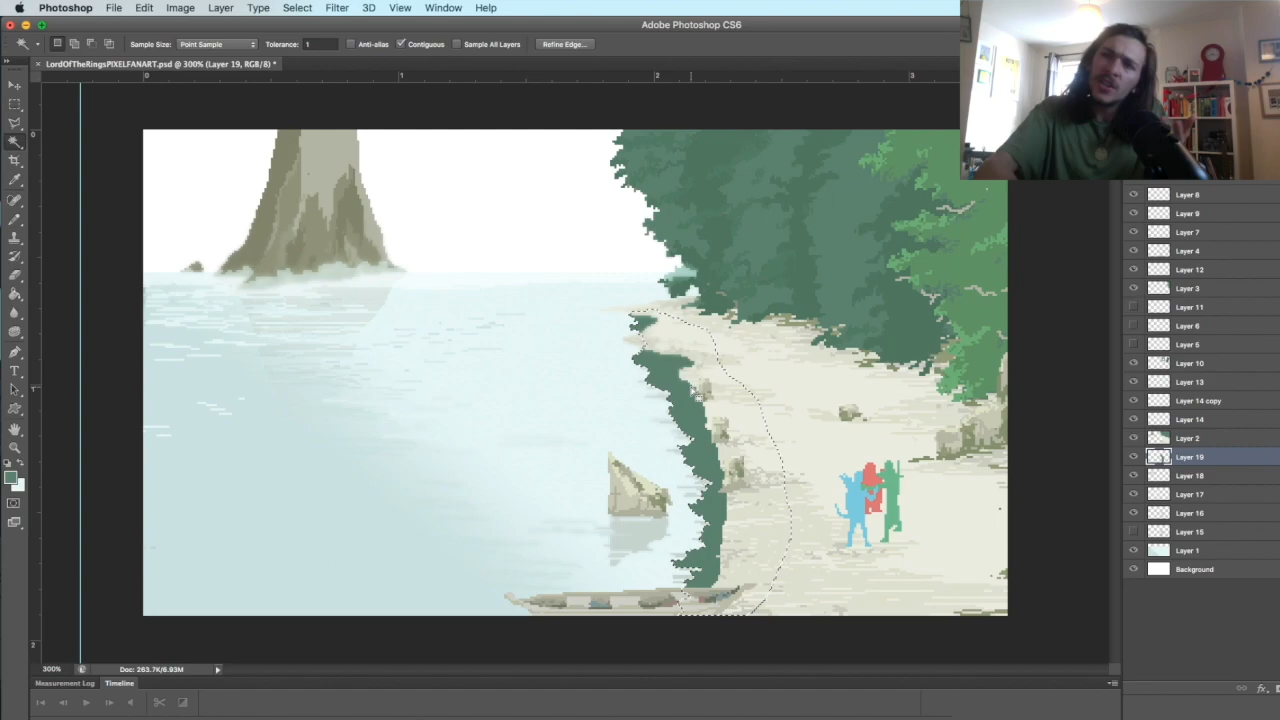 Photoshop File Edit Image Layer Type Select Filter 3D View Window Help
Adobe Photoshop CS6
Sample Size: Point Sample Tolerance: 1 Anti-alias Contiguous Sample All Layers Refine Edge...
LordOfTheRingsPIXELFANART.psd @ 300% (Layer 19, RGB/8) *
0 1 2 3
0
1
2
Layer 8
Layer 9
Layer 7
Layer 4
Layer 12
Layer 3
Layer 11
Layer 6
Layer 5
Layer 10
Layer 13
Layer 14 copy
Layer 14
Layer 2
Layer 19
Layer 18
Layer 17
Layer 16
Layer 15
Layer 1
Background
300% Doc: 263.7K/6.93M
Measurement Log Timeline
fx